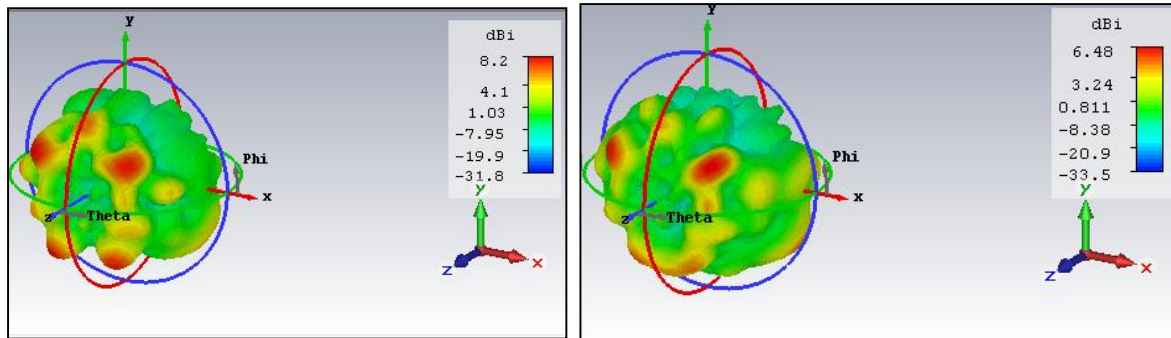 y
dBi
8.2
4.1
1.03
-7.95
-19.9
-31.8
Phi
x
z
Theta
y
z
x
y
dBi
6.48
3.24
0.811
-8.38
-20.9
-33.5
Phi
x
z
Theta
y
z
x